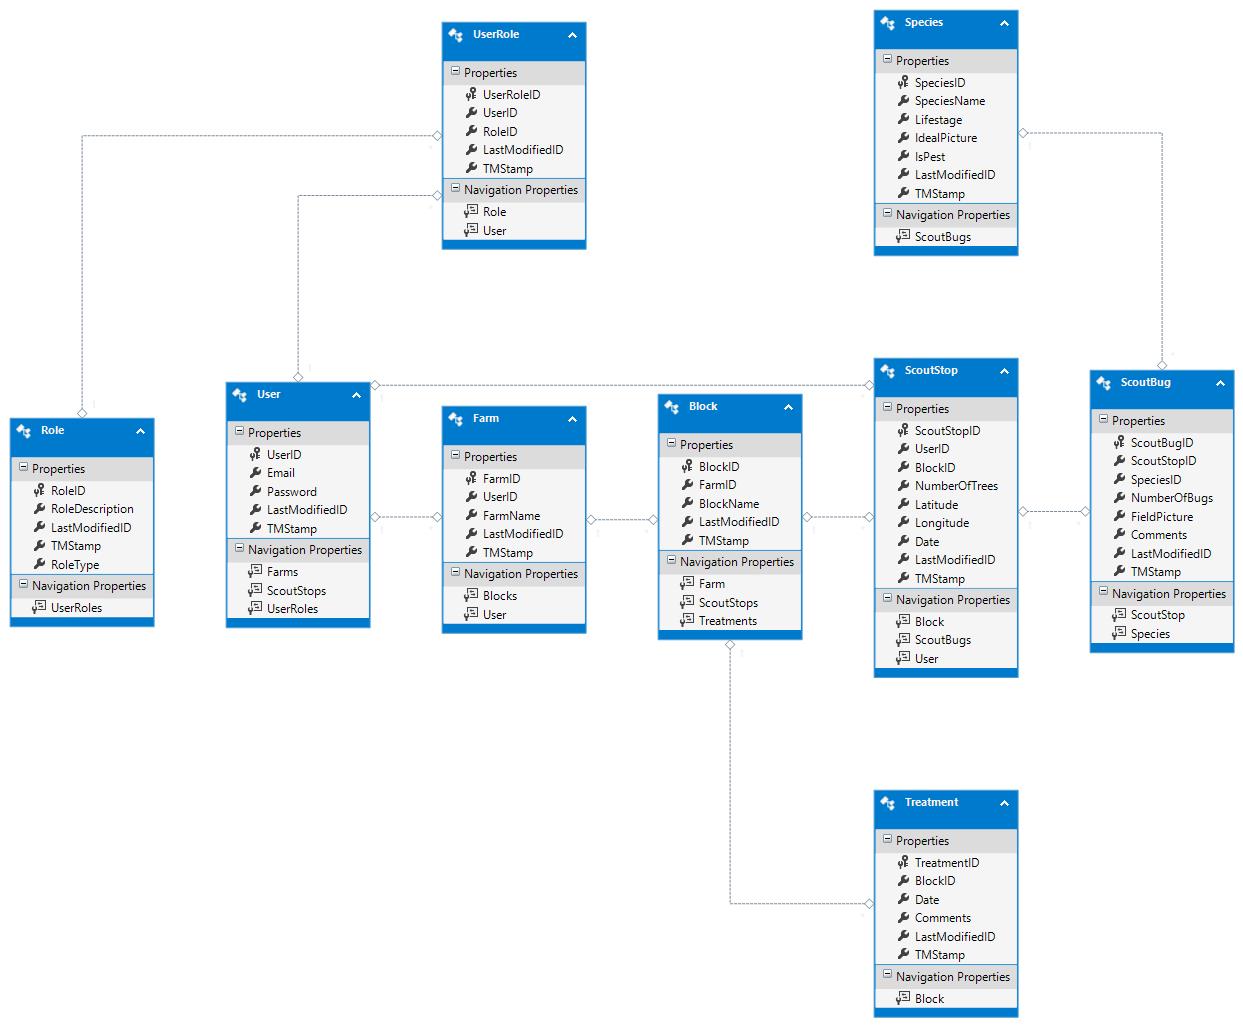 UserRole
Properties
UserRoleID
UserID
RoleID
LastModifiedID
TMStamp
Navigation Properties
Role
User
Species
Properties
SpeciesID
SpeciesName
Lifestage
IdealPicture
IsPest
LastModifiedID
TMStamp
Navigation Properties
ScoutBugs
Role
Properties
RoleID
RoleDescription
LastModifiedID
TMStamp
RoleType
Navigation Properties
UserRoles
User
Properties
UserID
Email
Password
LastModifiedID
TMStamp
Navigation Properties
Farms
ScoutStops
UserRoles
Farm
Properties
FarmID
UserID
FarmName
LastModifiedID
TMStamp
Navigation Properties
Blocks
User
Block
Properties
BlockID
FarmID
BlockName
LastModifiedID
TMStamp
Navigation Properties
Farm
ScoutStops
Treatments
ScoutStop
Properties
ScoutStopID
UserID
BlockID
NumberOfTrees
Latitude
Longitude
Date
LastModifiedID
TMStamp
Navigation Properties
Block
ScoutBugs
User
ScoutBug
Properties
ScoutBugID
ScoutStopID
SpeciesID
NumberOfBugs
FieldPicture
Comments
LastModifiedID
TMStamp
Navigation Properties
ScoutStop
Species
Treatment
Properties
TreatmentID
BlockID
Date
Comments
LastModifiedID
TMStamp
Navigation Properties
Block